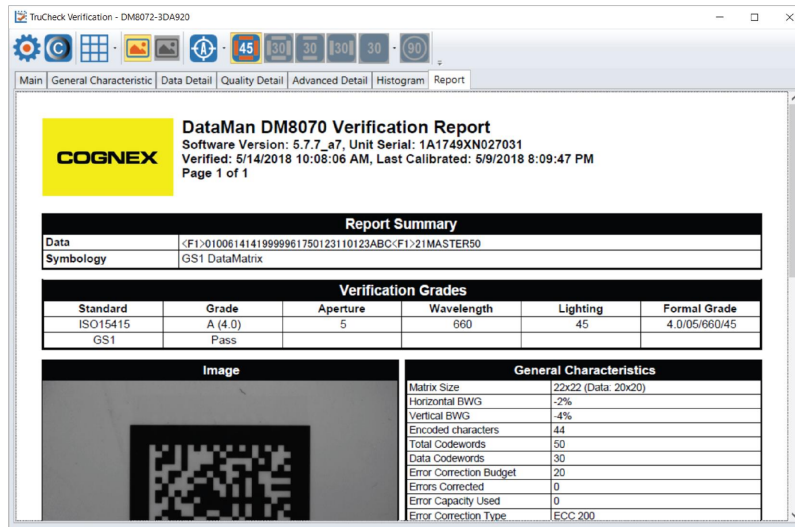 TruCheck Verification - DM8072-3DA920
45 30 30 30 30 90
Main General Characteristic Data Detail Quality Detail Advanced Detail Histogram Report
COGNEX
DataMan DM8070 Verification Report
Software Version: 5.7.7_a7, Unit Serial: 1A1749XN027031
Verified: 5/14/2018 10:08:06 AM, Last Calibrated: 5/9/2018 8:09:47 PM
Page 1 of 1
Report Summary
Data <F1>01006141419999961750123110123ABC<F1>21MASTER50
Symbology GS1 DataMatrix
Verification Grades
Standard Grade Aperture Wavelength Lighting Formal Grade
ISO15415 A (4.0) 5 660 45 4.0/05/660/45
GS1 Pass
Image
General Characteristics
Matrix Size 22x22 (Data: 20x20)
Horizontal BWG -2%
Vertical BWG -4%
Encoded characters 44
Total Codewords 50
Data Codewords 30
Error Correction Budget 20
Errors Corrected 0
Error Capacity Used 0
Error Correction Type ECC 200